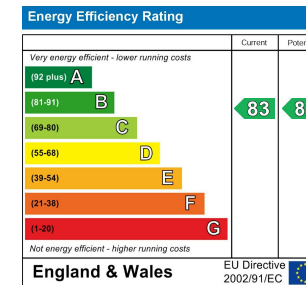 Energy Efficiency Rating
Current
Very energy efficient - lower running costs
(92 plus) A
(81-91) B
83
(69-80) C
(55-68) D
(39-54) E
(21-38) F
(1-20) G
Not energy efficient - higher running costs
England & Wales
EU Directive
2002/91/EC